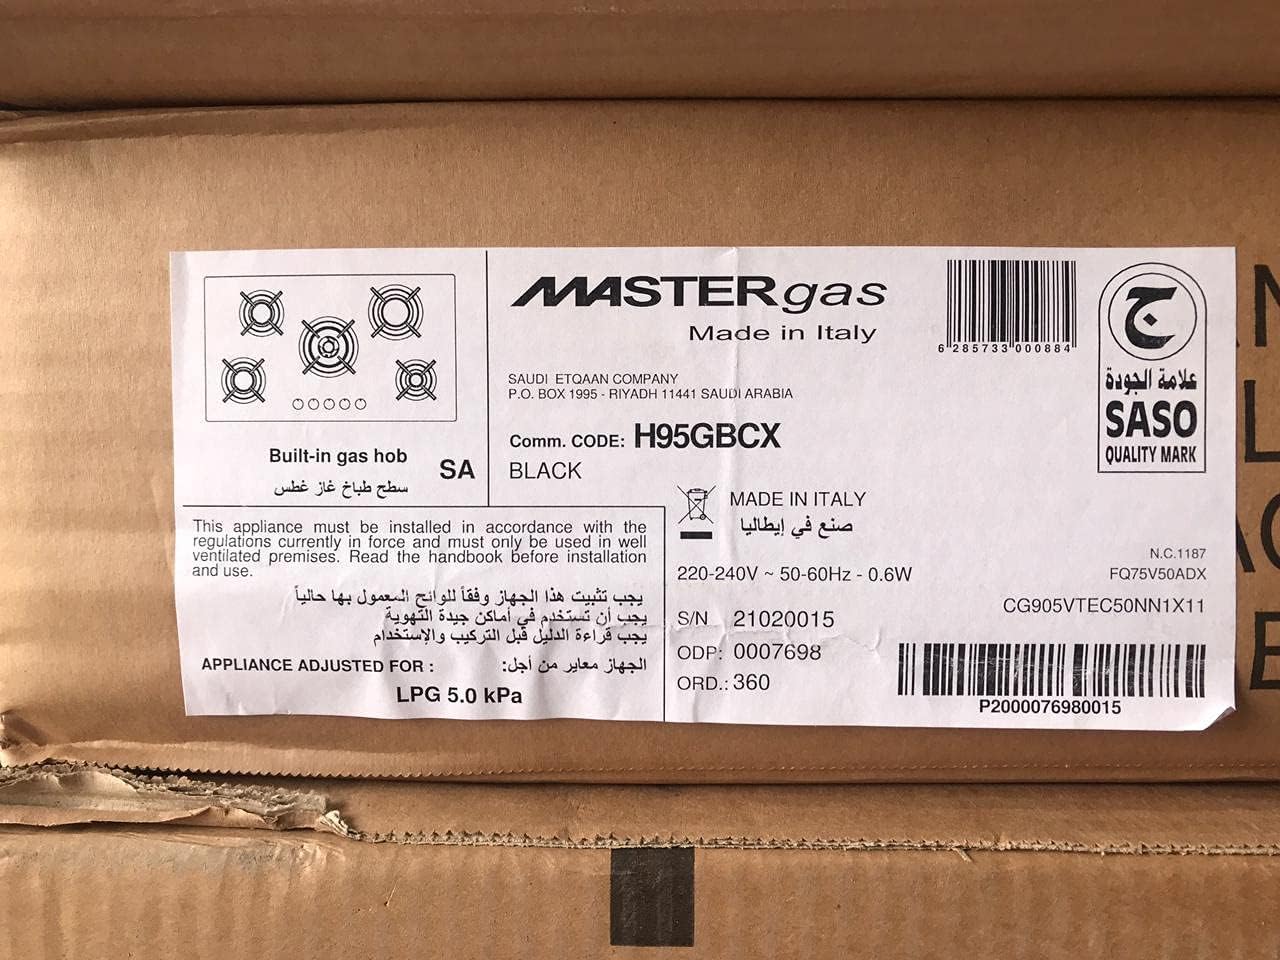 Built-in gas hob
سطح طباخ غاز غطس
SA
MASTERgas
Made in Italy
SAUDI ETQAAN COMPANY
P.O. BOX 1995 - RIYADH 11441 SAUDI ARABIA
Comm. CODE: H95GBCX
BLACK
6 285733 000884
ج
علامة الجودة
SASO
QUALITY MARK
This appliance must be installed in accordance with the
regulations currently in force and must only be used in well
ventilated premises. Read the handbook before installation
and use.
يجب تثبيت هذا الجهاز وفقاً للوائح المعمول بها حالياً
يجب أن تستخدم في أماكن جيدة التهوية
يجب قراءة الدليل قبل التركيب والإستخدام
APPLIANCE ADJUSTED FOR : الجهاز معاير من أجل:
LPG 5.0 kPa
MADE IN ITALY
صنع في إيطاليا
220-240V ~ 50-60Hz - 0.6W
S/N 21020015
ODP: 0007698
ORD.: 360
N.C.1187
FQ75V50ADX
CG905VTEC50NN1X11
P2000076980015